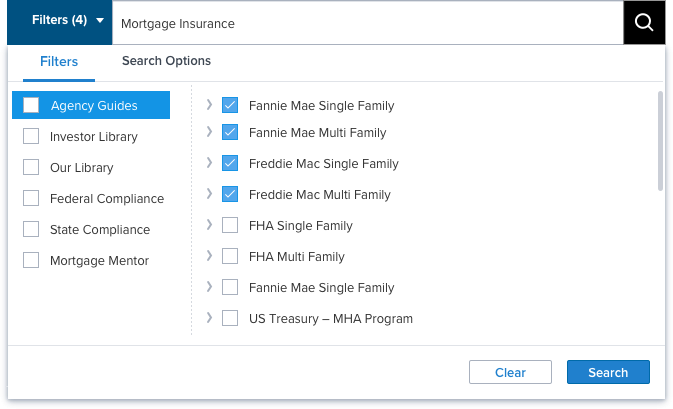 Filters (4)
Mortgage Insurance
Filters
Search Options
Agency Guides
Investor Library
Our Library
Federal Compliance
State Compliance
Mortgage Mentor
Fannie Mae Single Family
Fannie Mae Multi Family
Freddie Mac Single Family
Freddie Mac Multi Family
FHA Single Family
FHA Multi Family
Fannie Mae Single Family
US Treasury – MHA Program
Clear
Search